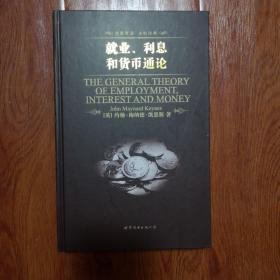 就业、利息
和货币通论
THE GENERAL THEORY
OF EMPLOYMENT,
INTEREST AND MONEY
John Maynard Keynes
[英] 约翰·梅纳德·凯恩斯 著